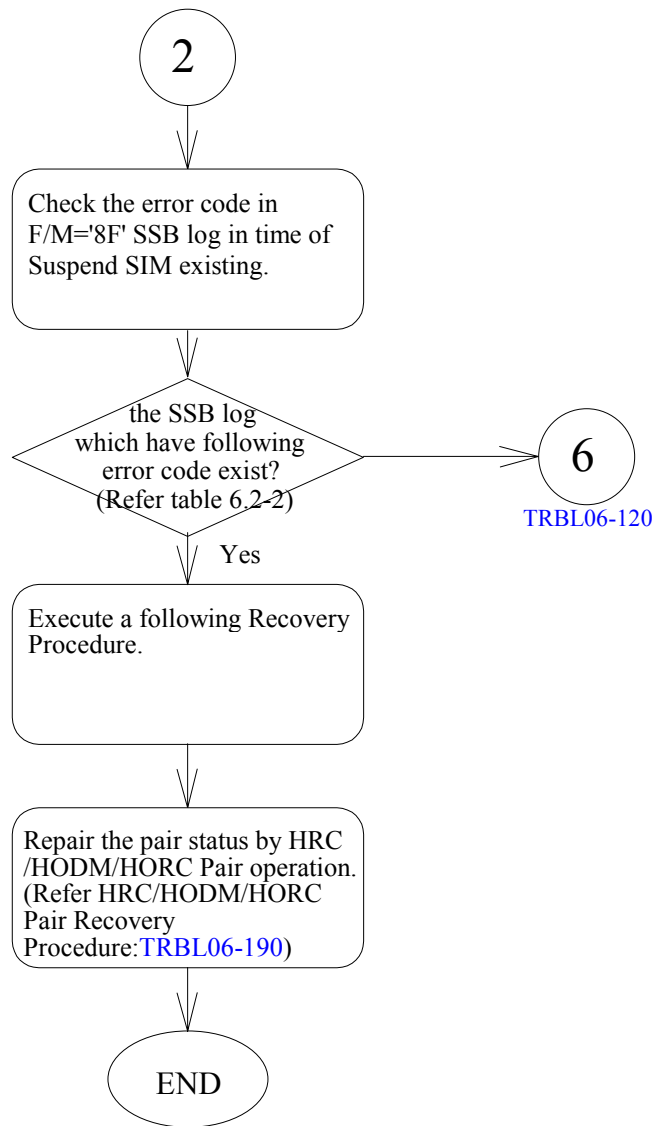 2
Check the error code in
F/M='8F' SSB log in time of
Suspend SIM existing.
the SSB log
which have following
error code exist?
(Refer table 6.2-2)
6
TRBL06-120
Yes
Execute a following Recovery
Procedure.
Repair the pair status by HRC
/HODM/HORC Pair operation.
(Refer HRC/HODM/HORC
Pair Recovery
Procedure:TRBL06-190)
END